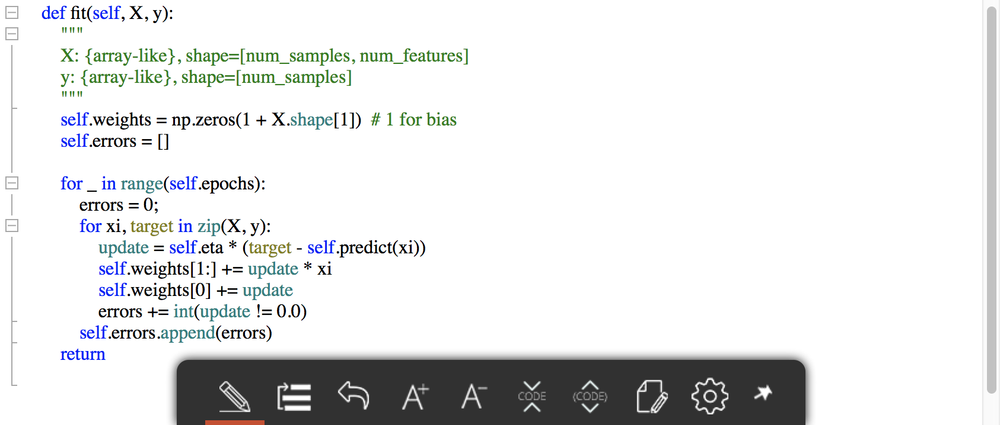 def fit(self, X, y):
"""
X: {array-like}, shape=[num_samples, num_features]
y: {array-like}, shape=[num_samples]
"""
self.weights = np.zeros(1 + X.shape[1])  # 1 for bias
self.errors = []
for _ in range(self.epochs):
errors = 0;
for xi, target in zip(X, y):
update = self.eta * (target - self.predict(xi))
self.weights[1:] += update * xi
self.weights[0] += update
errors += int(update != 0.0)
self.errors.append(errors)
return
A+ A- CODE (CODE)